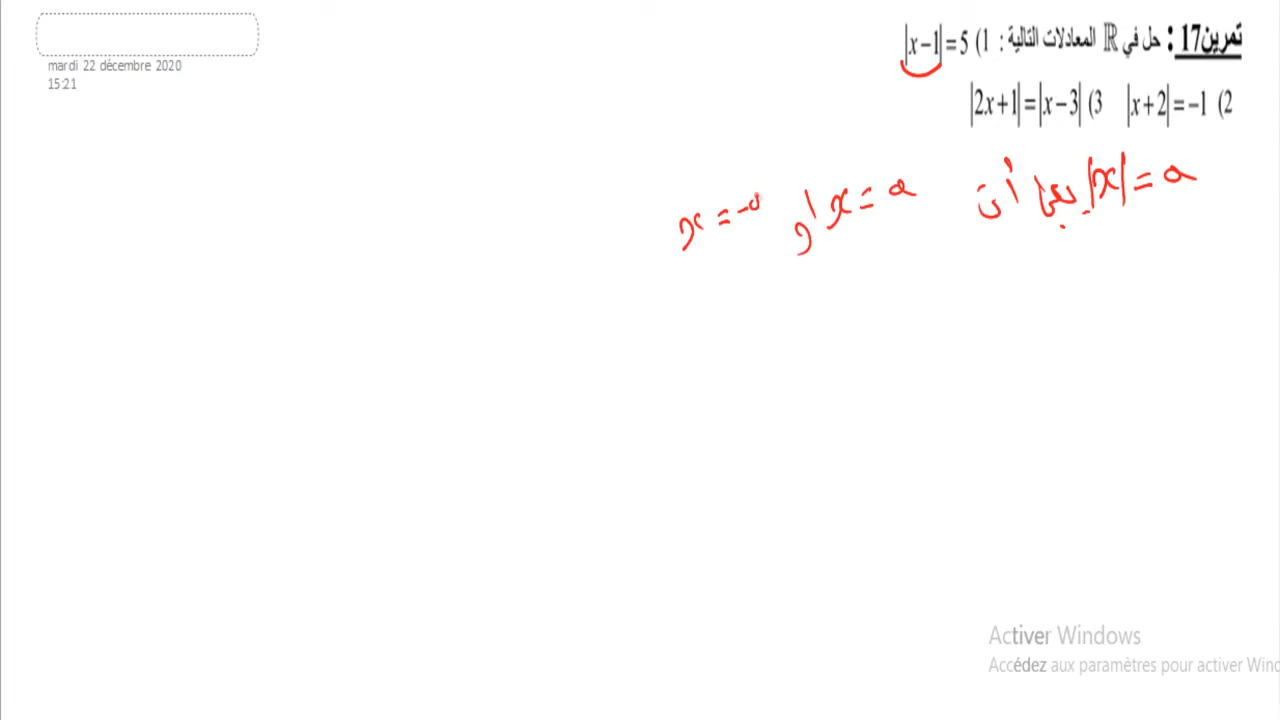 mardi 22 décembre 2020
15:21
تمرين17 : حل في ℝ المعادلات التالية : 1) |x−1|=5
2) |x+2|=−1 3) |2x+1|=|x−3|
|x| = a يعني أن x = a أو x = -a
Activer Windows
Accédez aux paramètres pour activer Wind